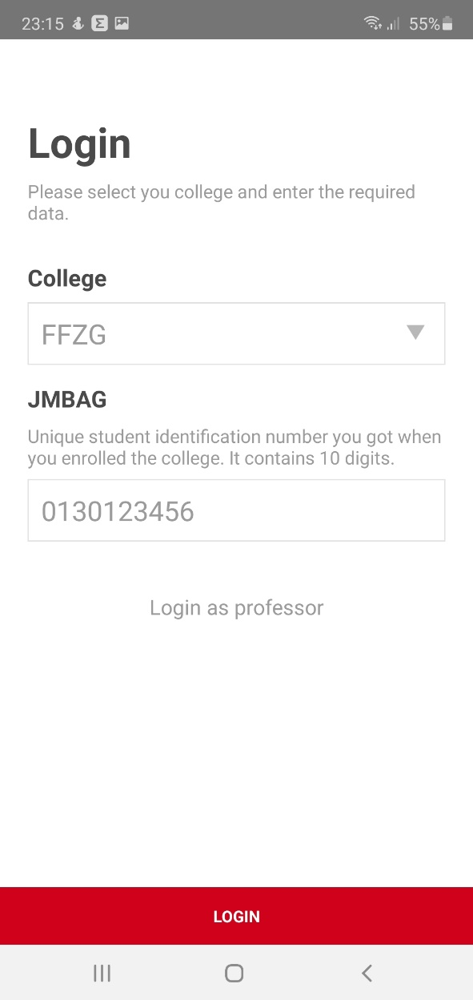 23:15
55%
Login
Please select you college and enter the required
data.
College
FFZG
JMBAG
Unique student identification number you got when
you enrolled the college. It contains 10 digits.
0130123456
Login as professor
LOGIN